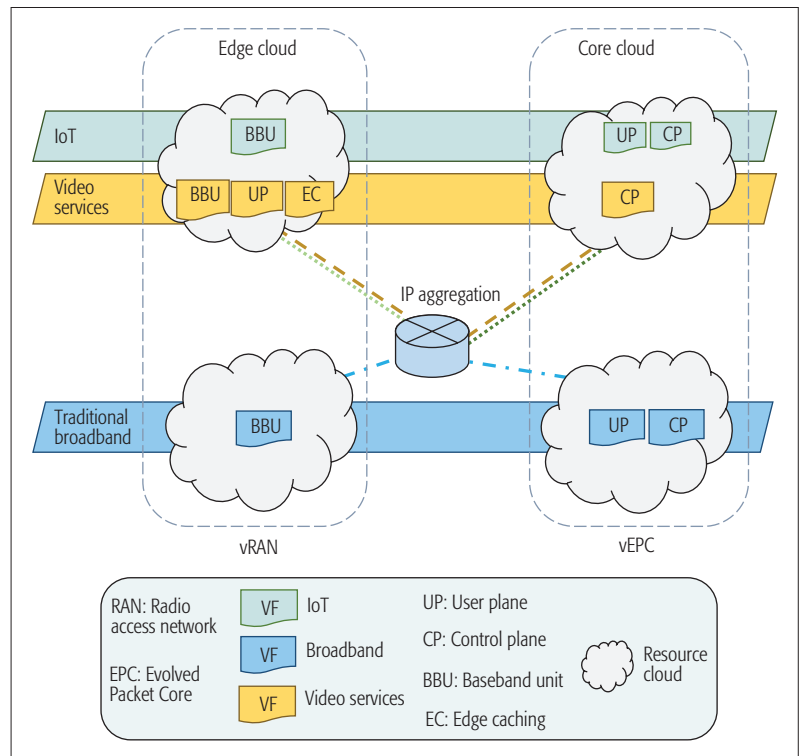 Edge cloud
Core cloud
IoT
BBU
UP
CP
Video
services
BBU
UP
EC
CP
IP aggregation
Traditional
broadband
BBU
UP
CP
vRAN
vEPC
RAN: Radio
access network
EPC: Evolved
Packet Core
VF
IoT
VF
Broadband
VF
Video services
UP: User plane
CP: Control plane
BBU: Baseband unit
EC: Edge caching
Resource
cloud